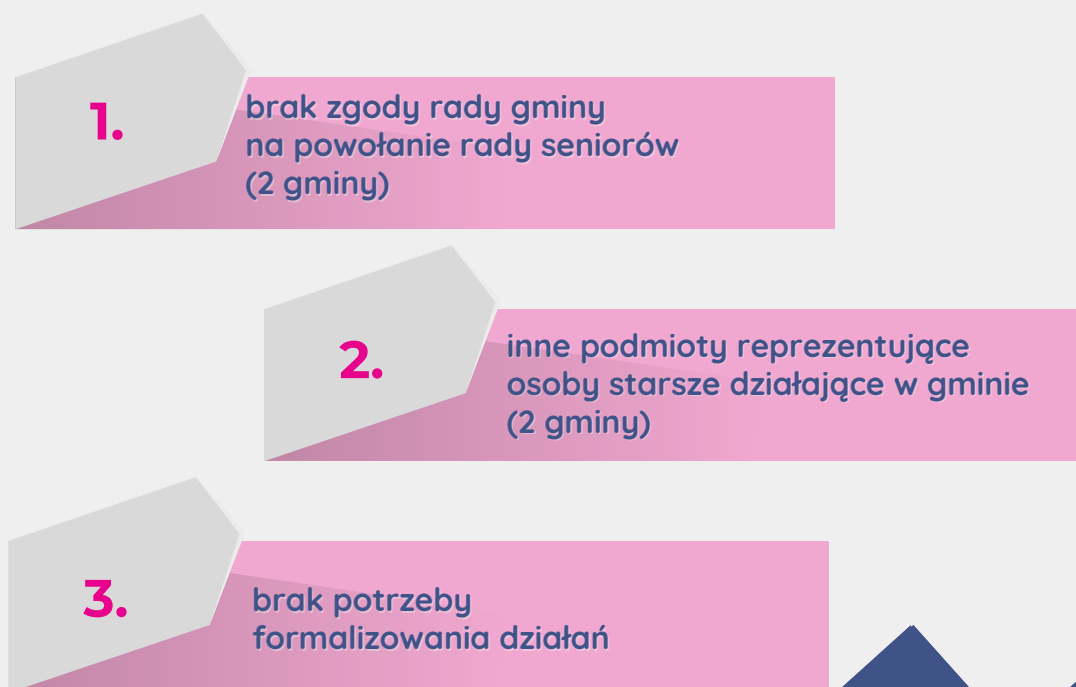 1.
brak zgody rady gminy
na powołanie rady seniorów
(2 gminy)
2.
inne podmioty reprezentujące
osoby starsze działające w gminie
(2 gminy)
3.
brak potrzeby
formalizowania działań